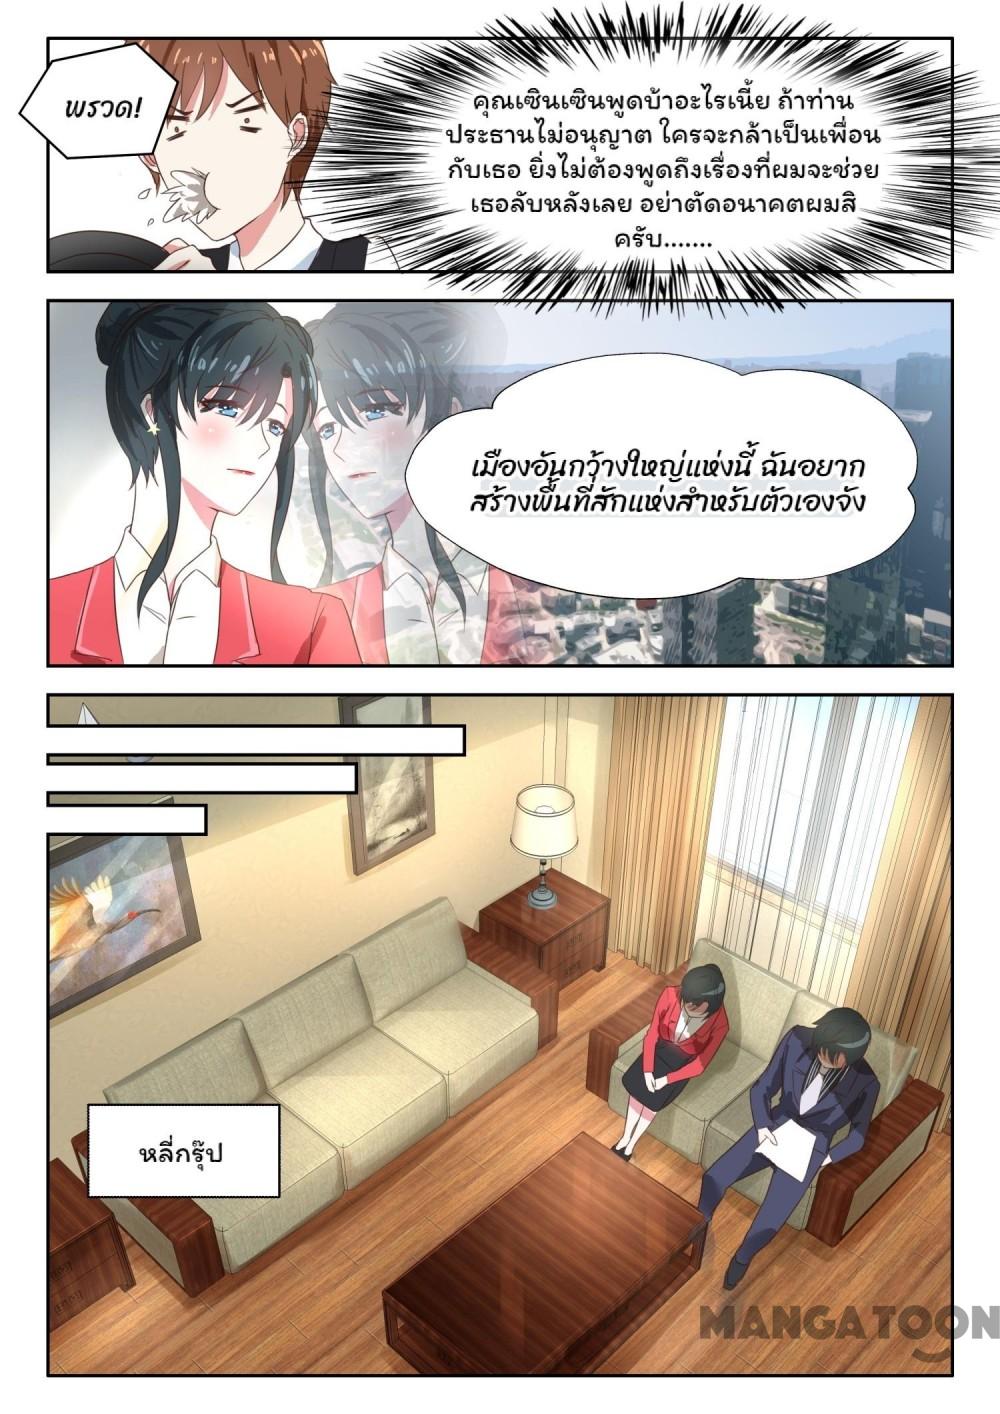 พรวด!
คุณเซินเซินพูดบ้าอะไรเนี้ย ถ้าท่าน
ประธานไม่อนุญาต ใครจะกล้าเป็นเพื่อน
กับเธอ ยิ่งไม่ต้องพูดถึงเรื่องที่ผมจะช่วย
เธอลับหลังเลย อย่าตัดอนาคตผมสิ
ครับ.......
เมืองอันกว้างใหญ่แห่งนี้ ฉันอยาก
สร้างพื้นที่สักแห่งสำหรับตัวเองจัง
หลี่กรุ๊ป
MANGATOON